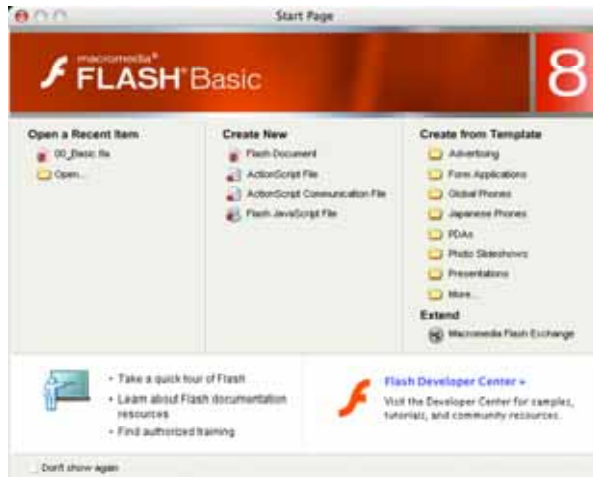 Start Page
macromedia®
FLASH® Basic
8
Open a Recent Item
00_Basic.fla
Open...
Create New
Flash Document
ActionScript File
ActionScript Communication File
Flash JavaScript File
Create from Template
Advertising
Form Applications
Global Phones
Japanese Phones
PDAs
Photo Slideshows
Presentations
More...
Extend
Macromedia Flash Exchange
• Take a quick tour of Flash
• Learn about Flash documentation
resources
• Find authorized training
Flash Developer Center »
Visit the Developer Center for samples,
tutorials, and community resources.
Don't show again